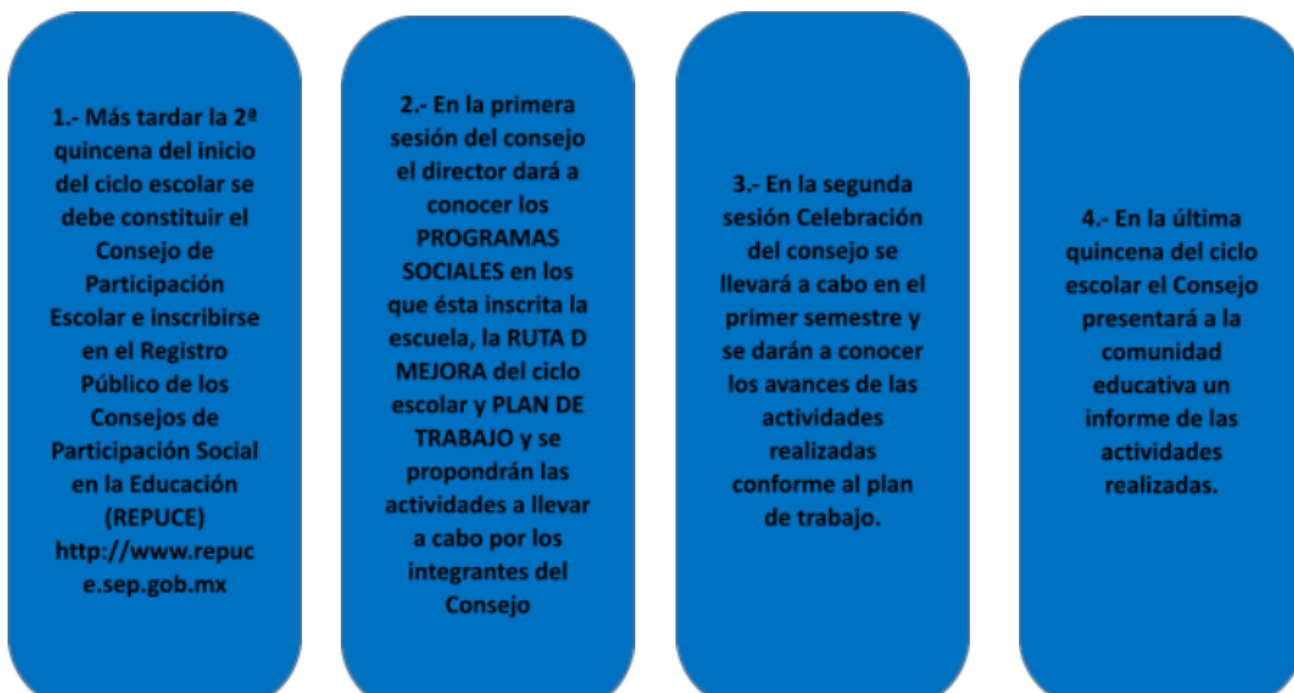 1.- Más tardar la 2ª
quincena del inicio
del ciclo escolar se
debe constituir el
Consejo de
Participación
Escolar e inscribirse
en el Registro
Público de los
Consejos de
Participación Social
en la Educación
(REPUCE)
http://www.repuc
e.sep.gob.mx
2.- En la primera
sesión del consejo
el director dará a
conocer los
PROGRAMAS
SOCIALES en los
que ésta inscrita la
escuela, la RUTA D
MEJORA del ciclo
escolar y PLAN DE
TRABAJO y se
propondrán las
actividades a llevar
a cabo por los
integrantes del
Consejo
3.- En la segunda
sesión Celebración
del consejo se
llevará a cabo en el
primer semestre y
se darán a conocer
los avances de las
actividades
realizadas
conforme al plan
de trabajo.
4.- En la última
quincena del ciclo
escolar el Consejo
presentará a la
comunidad
educativa un
informe de las
actividades
realizadas.